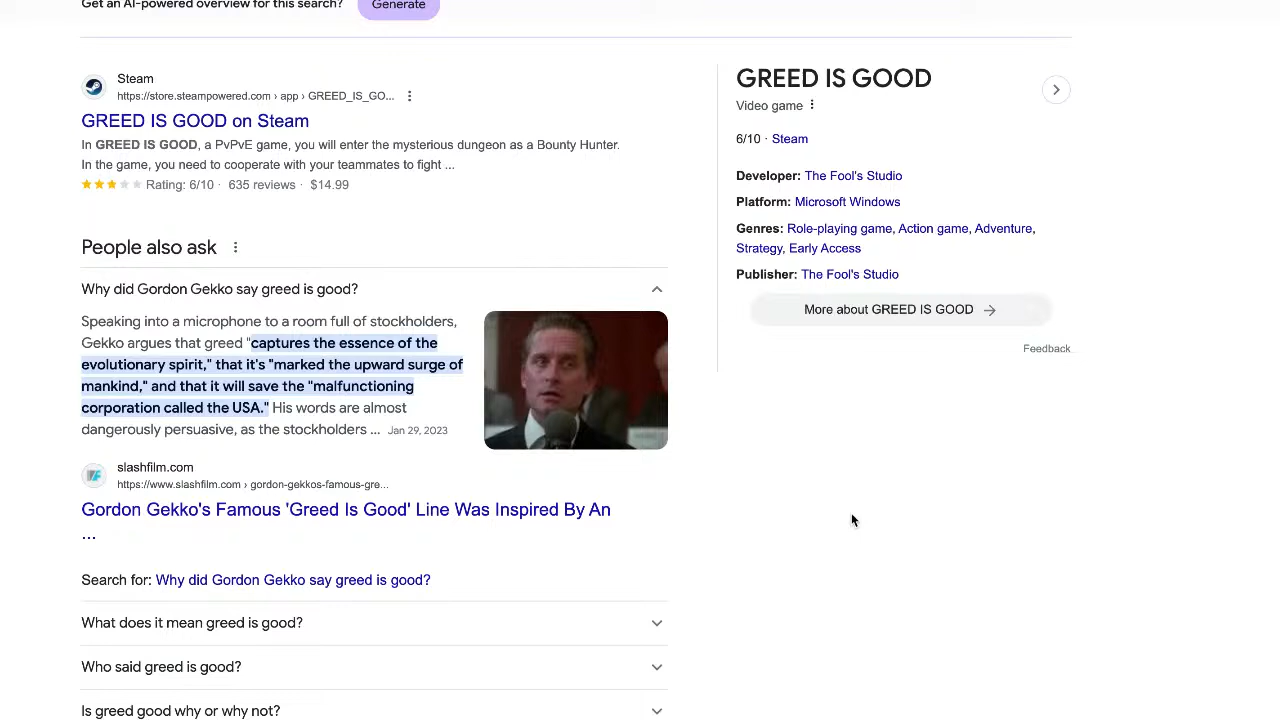 Get an AI-powered overview for this search?
Generate
Steam
https://store.steampowered.com › app › GREED_IS_GO...
GREED IS GOOD on Steam
In GREED IS GOOD, a PvPvE game, you will enter the mysterious dungeon as a Bounty Hunter.
In the game, you need to cooperate with your teammates to fight ...
Rating: 6/10 · 635 reviews · $14.99
People also ask
Why did Gordon Gekko say greed is good?
Speaking into a microphone to a room full of stockholders,
Gekko argues that greed "captures the essence of the
evolutionary spirit," that it's "marked the upward surge of
mankind," and that it will save the "malfunctioning
corporation called the USA." His words are almost
dangerously persuasive, as the stockholders ... Jan 29, 2023
slashfilm.com
https://www.slashfilm.com › gordon-gekkos-famous-gre...
Gordon Gekko's Famous 'Greed Is Good' Line Was Inspired By An
...
Search for: Why did Gordon Gekko say greed is good?
What does it mean greed is good?
Who said greed is good?
Is greed good why or why not?
GREED IS GOOD
Video game
6/10 · Steam
Developer: The Fool's Studio
Platform: Microsoft Windows
Genres: Role-playing game, Action game, Adventure,
Strategy, Early Access
Publisher: The Fool's Studio
More about GREED IS GOOD
Feedback